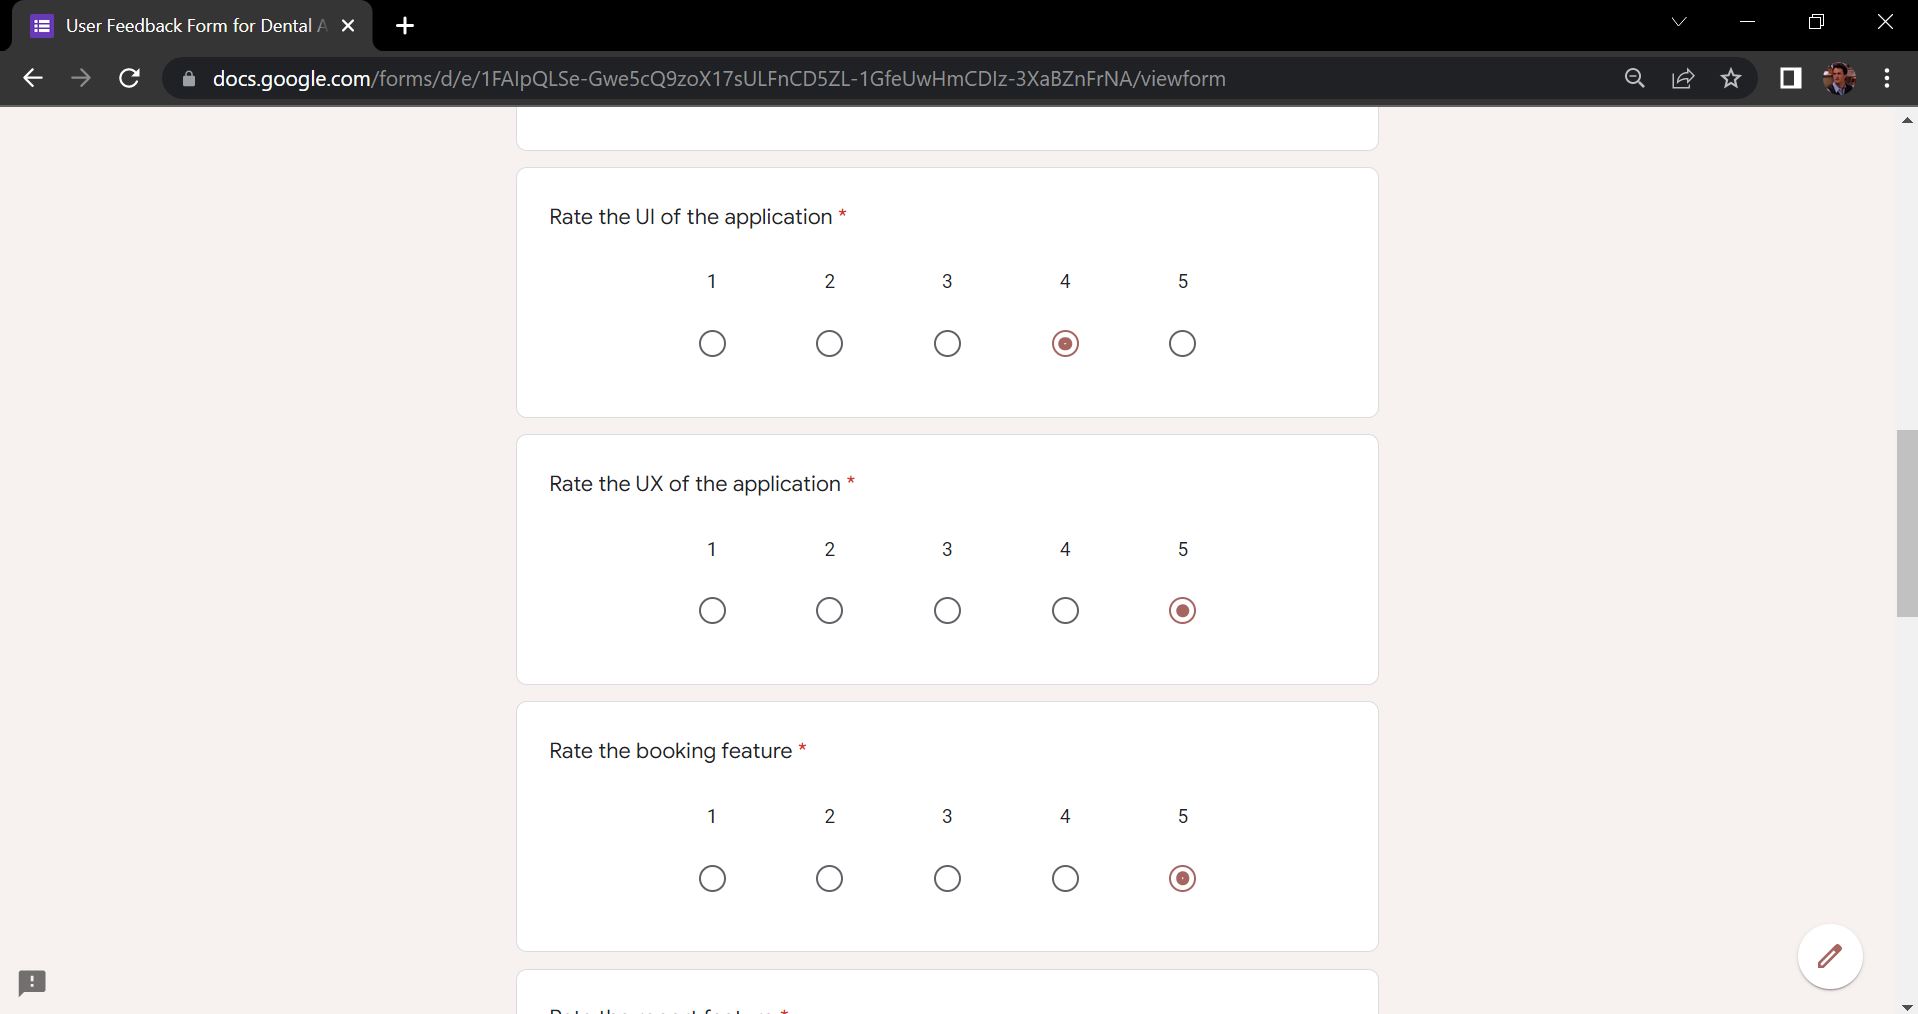 User Feedback Form for Dental A
docs.google.com/forms/d/e/1FAIpQLSe-Gwe5cQ9zoX17sULFnCD5ZL-1GfeUwHmCDIz-3XaBZnFrNA/viewform
Rate the UI of the application *
1 2 3 4 5
Rate the UX of the application *
1 2 3 4 5
Rate the booking feature *
1 2 3 4 5